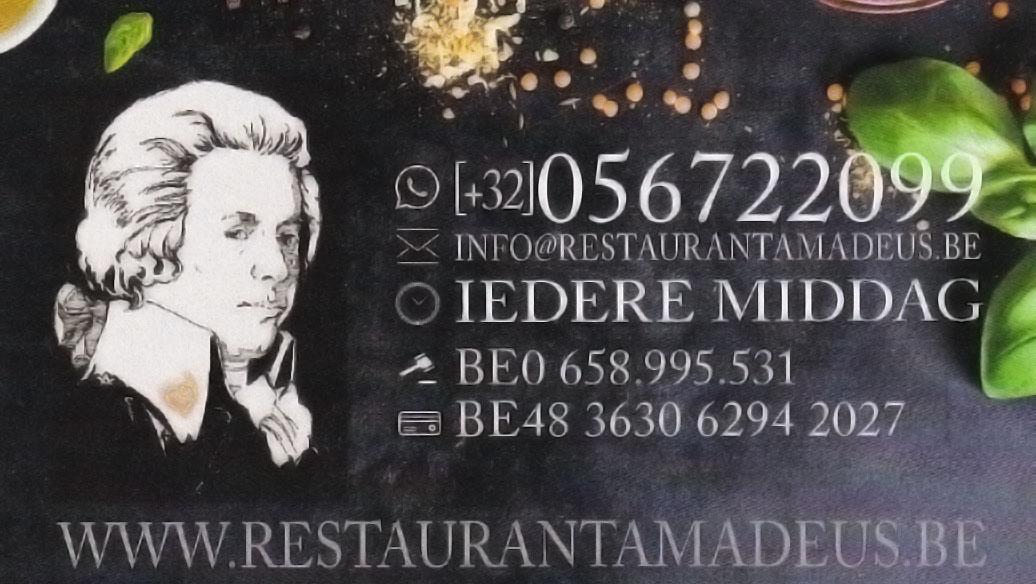 [+32]056722099
INFO@RESTAURANTAMADEUS.BE
IEDERE MIDDAG
BE0 658.995.531
BE48 3630 6294 2027
WWW.RESTAURANTAMADEUS.BE